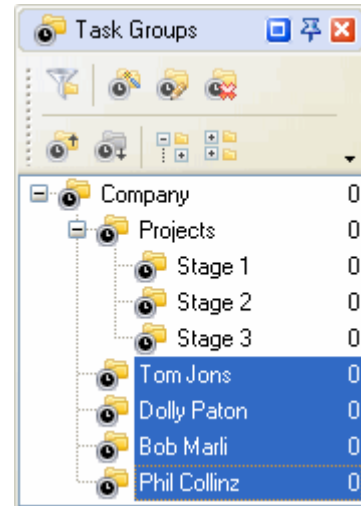 Task Groups
Company 0
Projects 0
Stage 1 0
Stage 2 0
Stage 3 0
Tom Jons 0
Dolly Paton 0
Bob Marli 0
Phil Collinz 0